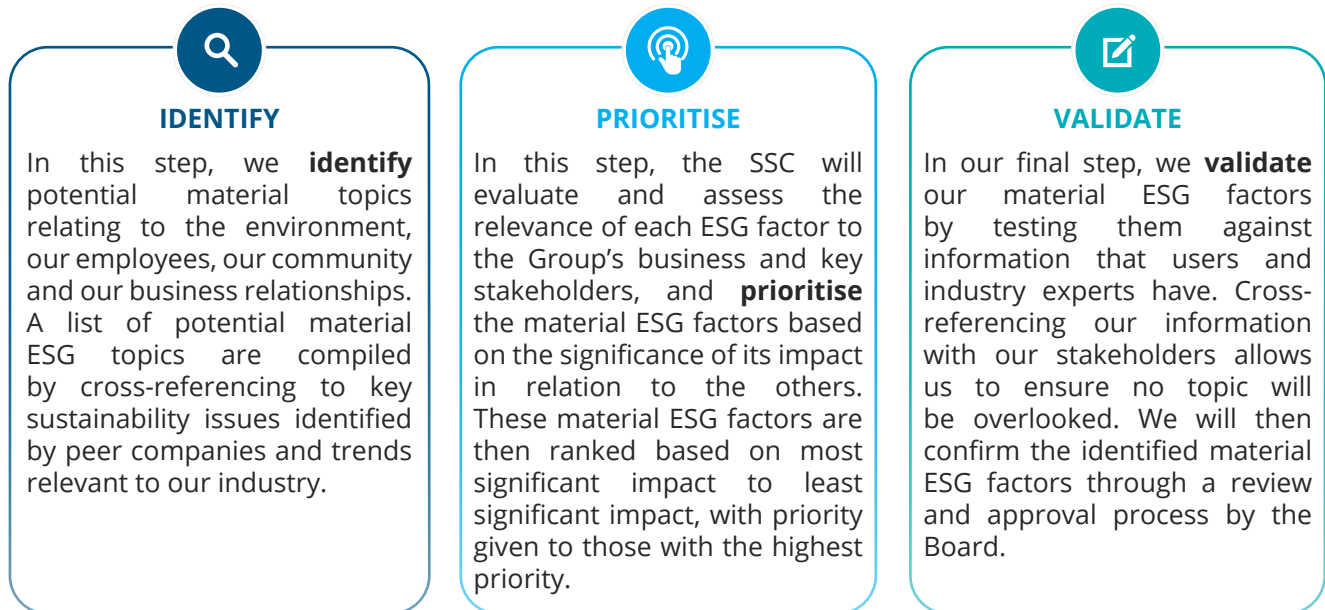 IDENTIFY
In this step, we identify
potential material topics
relating to the environment,
our employees, our community
and our business relationships.
A list of potential material
ESG topics are compiled
by cross-referencing to key
sustainability issues identified
by peer companies and trends
relevant to our industry.
PRIORITISE
In this step, the SSC will
evaluate and assess the
relevance of each ESG factor to
the Group’s business and key
stakeholders, and prioritise
the material ESG factors based
on the significance of its impact
in relation to the others.
These material ESG factors are
then ranked based on most
significant impact to least
significant impact, with priority
given to those with the highest
priority.
VALIDATE
In our final step, we validate
our material ESG factors
by testing them against
information that users and
industry experts have. Cross-
referencing our information
with our stakeholders allows
us to ensure no topic will
be overlooked. We will then
confirm the identified material
ESG factors through a review
and approval process by the
Board.